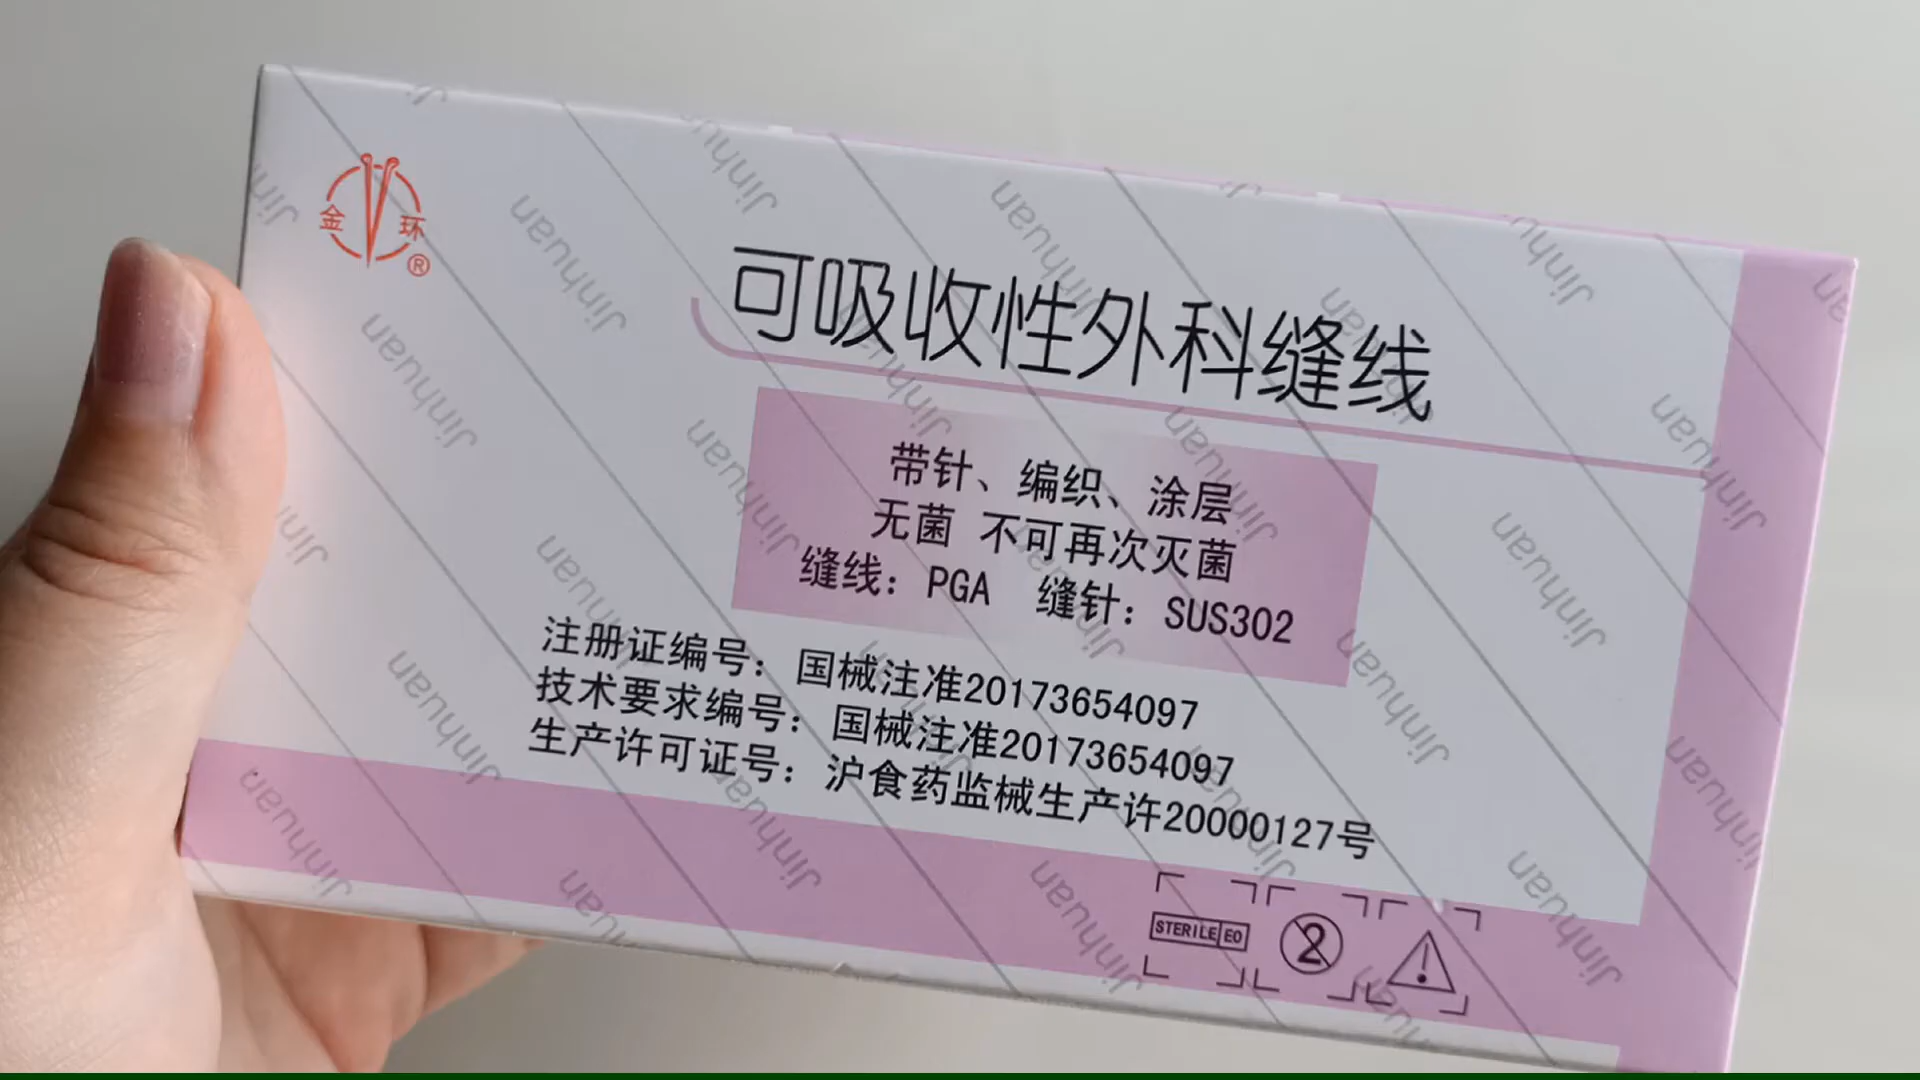 金环®
可吸收性外科缝线
带针、编织、涂层
无菌 不可再次灭菌
缝线：PGA 缝针：SUS302
注册证编号：国械注准20173654097
技术要求编号：国械注准20173654097
生产许可证号：沪食药监械生产许20000127号
STERILE EO
2
Jinhuan